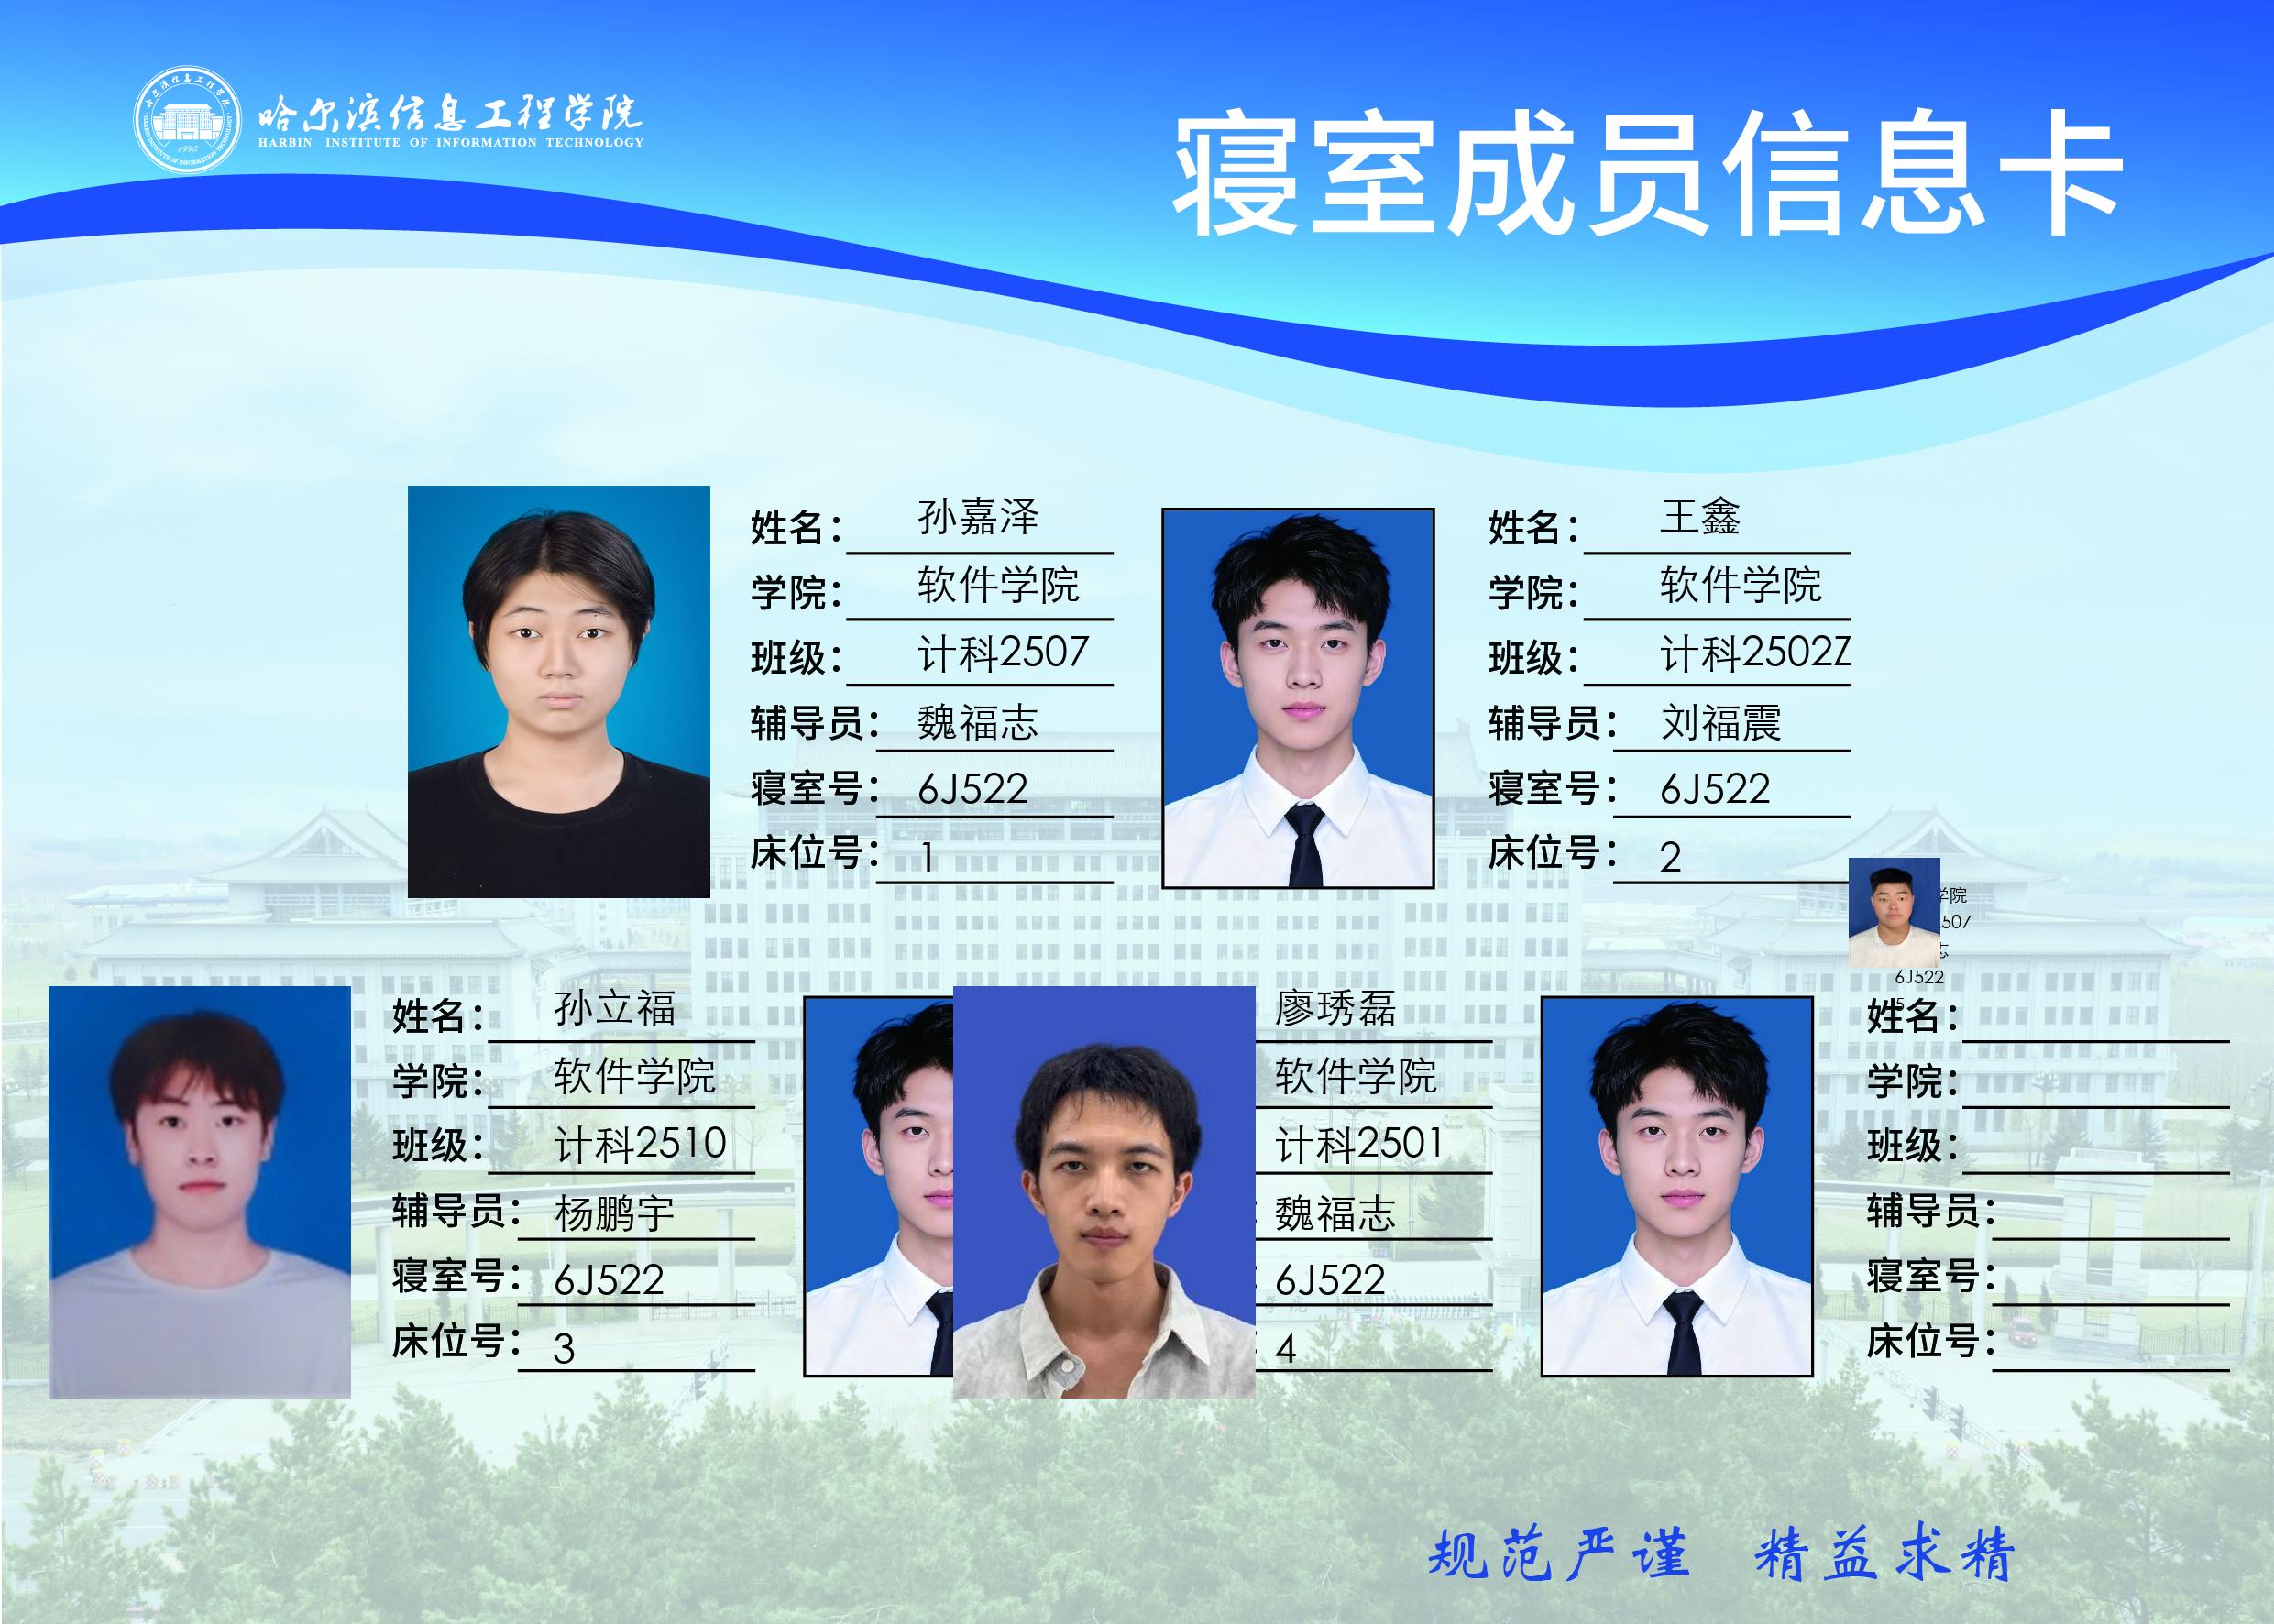 哈尔滨信息工程学院
HARBIN INSTITUTE OF INFORMATION TECHNOLOGY
1995
寝室成员信息卡
姓名： 孙嘉泽
学院： 软件学院
班级： 计科2507
辅导员： 魏福志
寝室号： 6J522
床位号： 1
姓名： 王鑫
学院： 软件学院
班级： 计科2502Z
辅导员： 刘福震
寝室号： 6J522
床位号： 2
学院
507
志
6J522
姓名： 孙立福
学院： 软件学院
班级： 计科2510
辅导员： 杨鹏宇
寝室号： 6J522
床位号： 3
廖琇磊
软件学院
计科2501
魏福志
6J522
4
姓名：
学院：
班级：
辅导员：
寝室号：
床位号：
规范严谨 精益求精